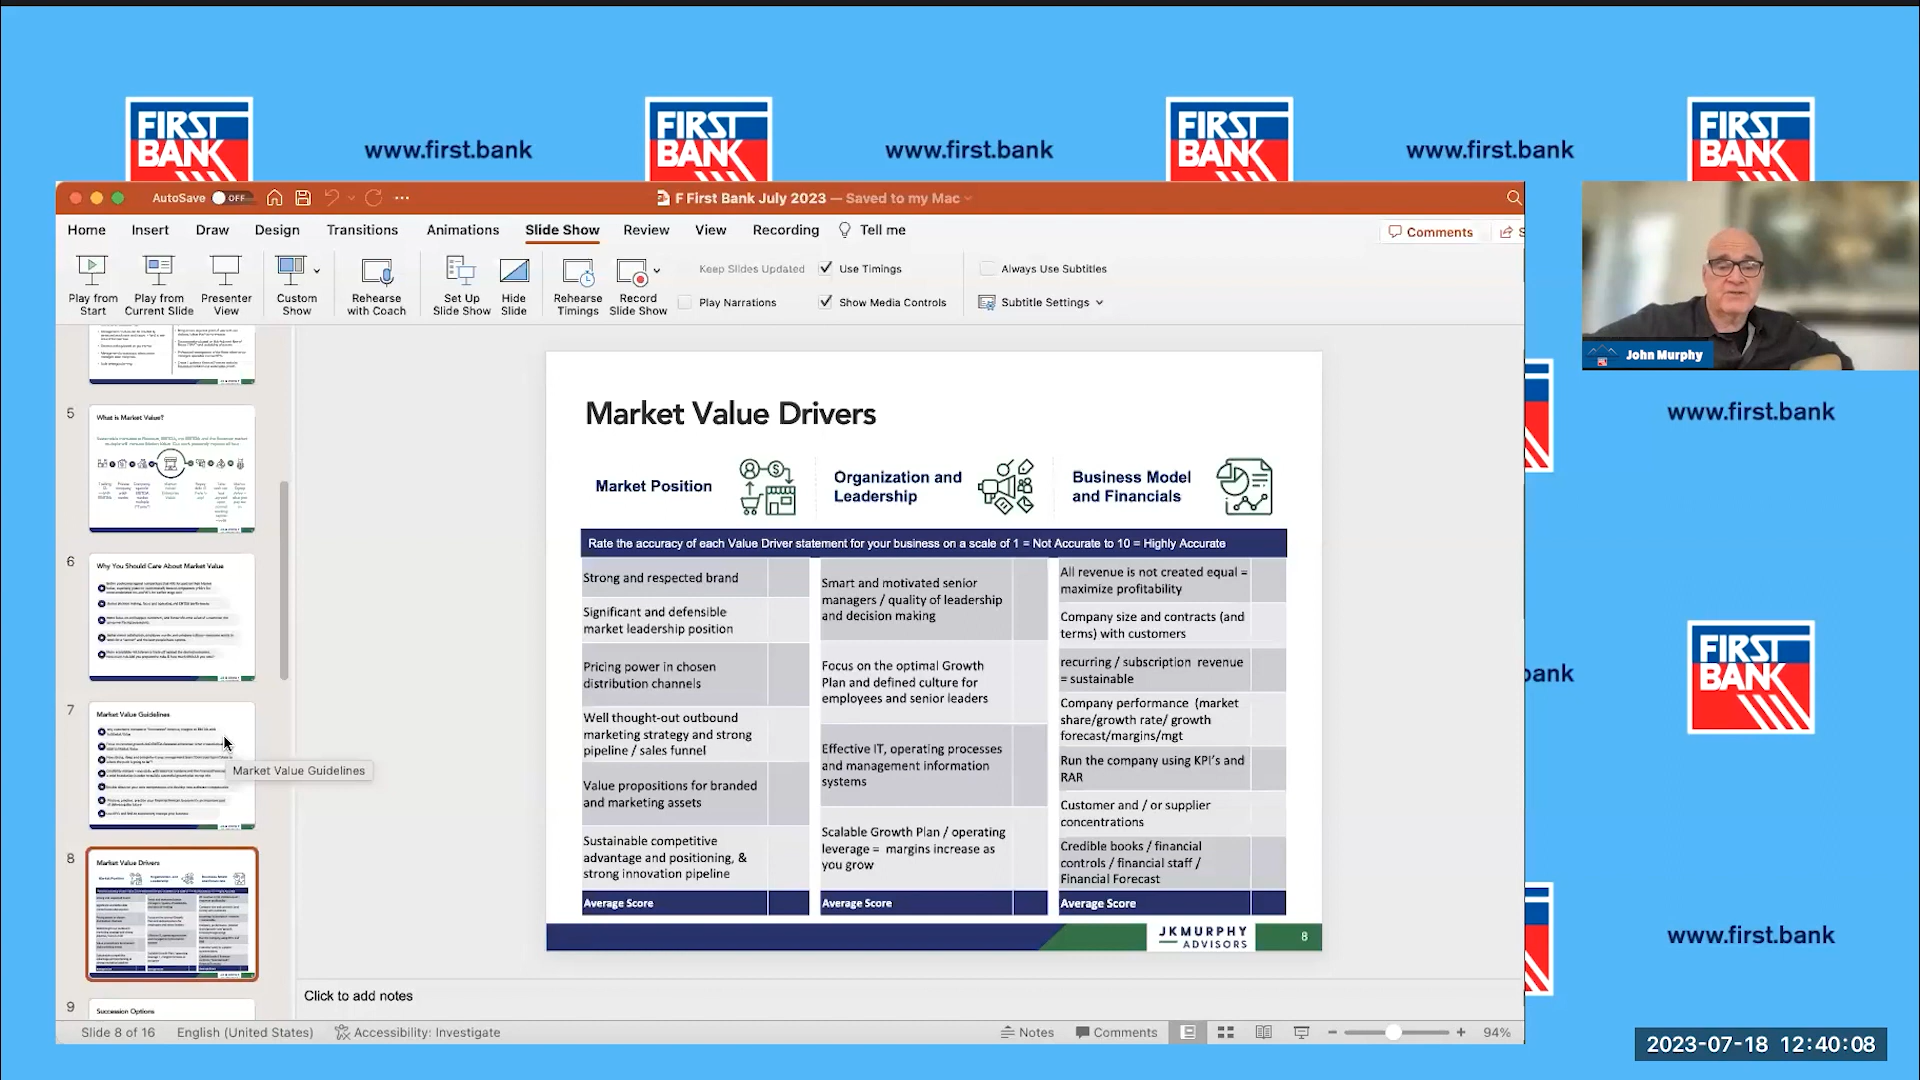 FIRST
BANK
www.first.bank
FIRST
BANK
www.first.bank
FIRST
BANK
www.first.bank
FIRST
BANK
AutoSave OFF
F First Bank July 2023 — Saved to my Mac
Home Insert Draw Design Transitions Animations Slide Show Review View Recording Tell me
Comments S
Play from
Start
Play from
Current Slide
Presenter
View
Custom
Show
Rehearse
with Coach
Set Up
Slide Show
Hide
Slide
Rehearse
Timings
Record
Slide Show
Keep Slides Updated
Play Narrations
Use Timings
Show Media Controls
Always Use Subtitles
Subtitle Settings
John Murphy
5
What is Market Value?
6
Why You Should Care About Market Value
7
Market Value Guidelines
Market Value Guidelines
8
Market Value Drivers
9
Succession Options
Market Value Drivers
Market Position
Organization and
Leadership
Business Model
and Financials
Rate the accuracy of each Value Driver statement for your business on a scale of 1 = Not Accurate to 10 = Highly Accurate
Strong and respected brand
Significant and defensible
market leadership position
Pricing power in chosen
distribution channels
Well thought-out outbound
marketing strategy and strong
pipeline / sales funnel
Value propositions for branded
and marketing assets
Sustainable competitive
advantage and positioning, &
strong innovation pipeline
Average Score
Smart and motivated senior
managers / quality of leadership
and decision making
Focus on the optimal Growth
Plan and defined culture for
employees and senior leaders
Effective IT, operating processes
and management information
systems
Scalable Growth Plan / operating
leverage = margins increase as
you grow
Average Score
All revenue is not created equal =
maximize profitability
Company size and contracts (and
terms) with customers
recurring / subscription revenue
= sustainable
Company performance (market
share/growth rate/ growth
forecast/margins/mgt
Run the company using KPI's and
RAR
Customer and / or supplier
concentrations
Credible books / financial
controls / financial staff /
Financial Forecast
Average Score
JKMURPHY
ADVISORS
8
Click to add notes
Slide 8 of 16 English (United States) Accessibility: Investigate
Notes Comments 94%
www.first.bank
bank
FIRST
BANK
www.first.bank
2023-07-18 12:40:08